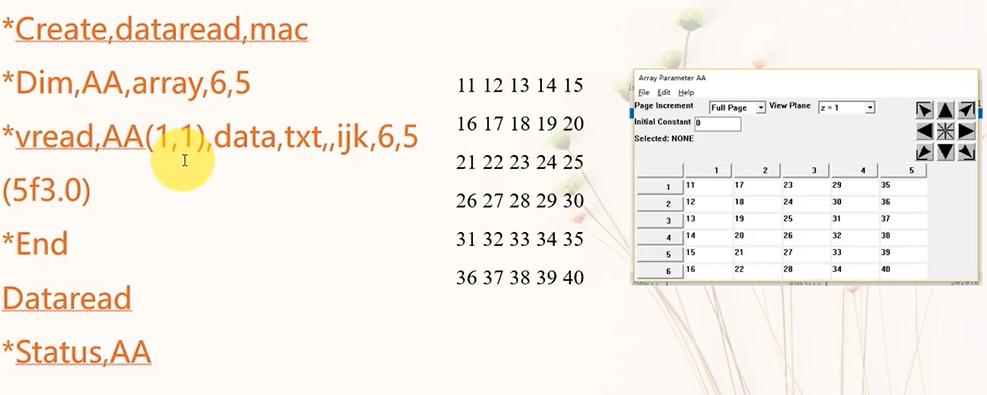 *Create,dataread,mac
*Dim,AA,array,6,5
*vread,AA(1,1),data,txt,,ijk,6,5
(5f3.0)
*End
Dataread
*Status,AA
11 12 13 14 15
16 17 18 19 20
21 22 23 24 25
26 27 28 29 30
31 32 33 34 35
36 37 38 39 40
Array Parameter AA
File Edit Help
Page Increment Full Page View Plane z = 1
Initial Constant 0
Selected: NONE
1 2 3 4 5
1 11 17 23 29 35
2 12 18 24 30 36
3 13 19 25 31 37
4 14 20 26 32 38
5 15 21 27 33 39
6 16 22 28 34 40